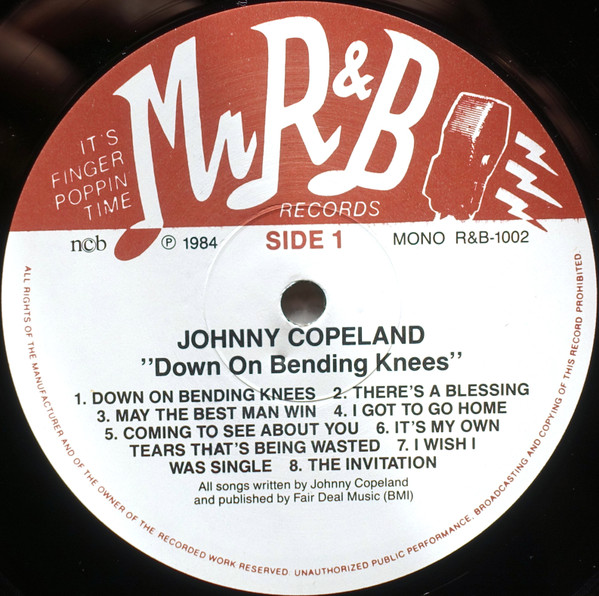 IT'S
FINGER
POPPIN
TIME
Mr R&B
RECORDS
ncb ℗ 1984 SIDE 1 MONO R&B-1002
JOHNNY COPELAND
"Down On Bending Knees"
1. DOWN ON BENDING KNEES 2. THERE'S A BLESSING
3. MAY THE BEST MAN WIN 4. I GOT TO GO HOME
5. COMING TO SEE ABOUT YOU 6. IT'S MY OWN
TEARS THAT'S BEING WASTED 7. I WISH I
WAS SINGLE 8. THE INVITATION
All songs written by Johnny Copeland
and published by Fair Deal Music (BMI)
ALL RIGHTS OF THE MANUFACTURER AND OF THE OWNER OF THE RECORDED WORK RESERVED. UNAUTHORIZED PUBLIC PERFORMANCE, BROADCASTING AND COPYING OF THIS RECORD PROHIBITED.